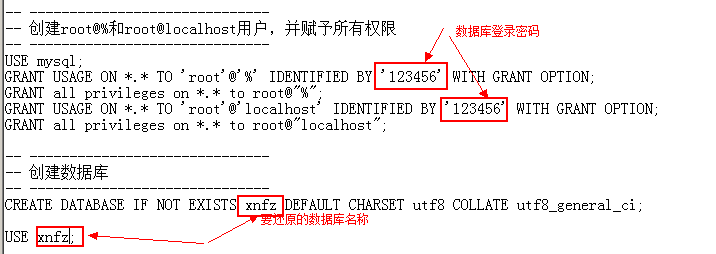 -- ------------------------------
-- 创建root@%和root@localhost用户，并赋予所有权限
-- ------------------------------
数据库登录密码
USE mysql;
GRANT USAGE ON *.* TO 'root'@'%' IDENTIFIED BY '123456' WITH GRANT OPTION;
GRANT all privileges on *.* to root@"%";
GRANT USAGE ON *.* TO 'root'@'localhost' IDENTIFIED BY '123456' WITH GRANT OPTION;
GRANT all privileges on *.* to root@"localhost";
-- ------------------------------
-- 创建数据库
-- ------------------------------
CREATE DATABASE IF NOT EXISTS xnfz DEFAULT CHARSET utf8 COLLATE utf8_general_ci;
要还原的数据库名称
USE xnfz;